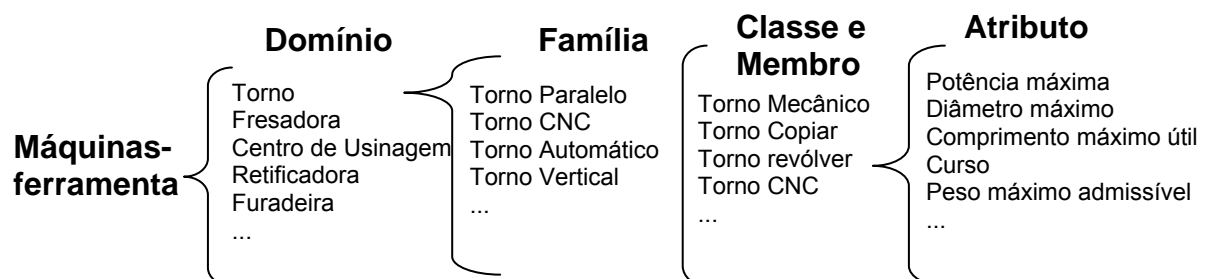 Máquinas-
ferramenta
Domínio
Torno
Fresadora
Centro de Usinagem
Retificadora
Furadeira
...
Família
Torno Paralelo
Torno CNC
Torno Automático
Torno Vertical
...
Classe e
Membro
Torno Mecânico
Torno Copiar
Torno revólver
Torno CNC
...
Atributo
Potência máxima
Diâmetro máximo
Comprimento máximo útil
Curso
Peso máximo admissível
...